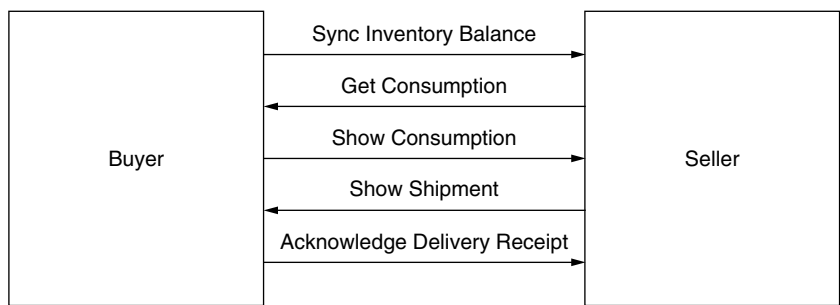 Sync Inventory Balance
Get Consumption
Buyer
Show Consumption
Seller
Show Shipment
Acknowledge Delivery Receipt